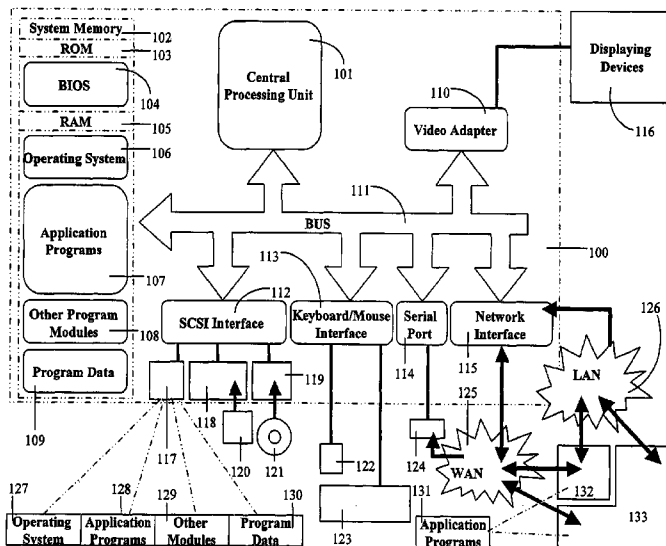 System Memory
102
ROM
103
BIOS
104
RAM
105
Operating System
106
Application
Programs
107
Other Program
Modules
108
Program Data
109
Central
Processing Unit
101
110
Video Adapter
Displaying
Devices
116
111
BUS
100
112
SCSI Interface
113
Keyboard/Mouse
Interface
Serial
Port
114
Network
Interface
115
126
LAN
125
WAN
117
118
119
120
121
122
123
124
131
Application
Programs
132
133
127
Operating
System
128
Application
Programs
129
Other
Modules
130
Program
Data